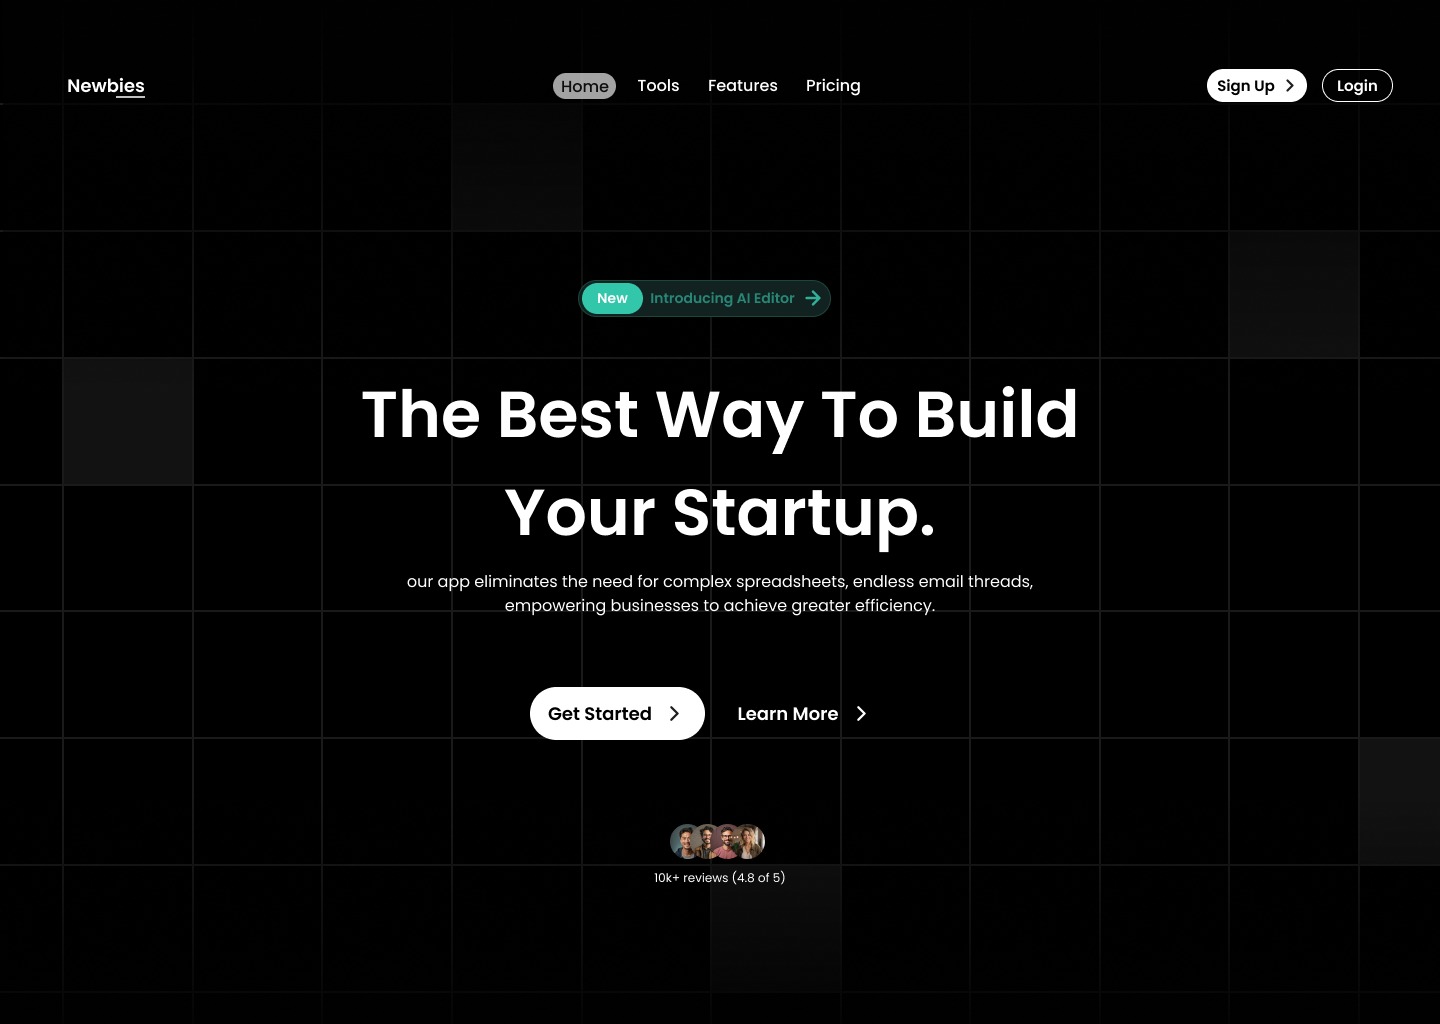 Newbies
Home
Tools
Features
Pricing
Sign Up
Login
New
Introducing AI Editor
The Best Way To Build
Your Startup.
our app eliminates the need for complex spreadsheets, endless email threads,
empowering businesses to achieve greater efficiency.
Get Started
Learn More
10k+ reviews (4.8 of 5)